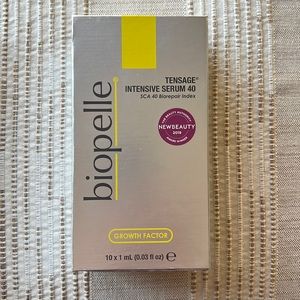 biopelle
TENSAGE®
INTENSIVE SERUM 40
SCA 40 Biorepair Index
NEWBEAUTY
2016
GROWTH FACTOR
10 x 1 mL (0.03 fl oz) ℮